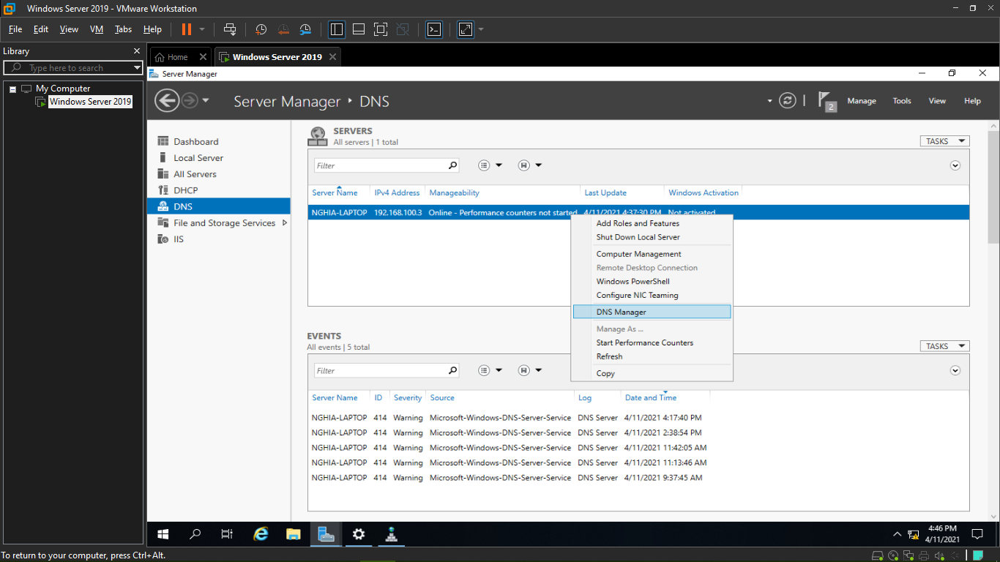 Windows Server 2019 - VMware Workstation
File Edit View VM Tabs Help
Library
Type here to search
My Computer
Windows Server 2019
Home
Windows Server 2019
Server Manager
Server Manager • DNS
2
Manage Tools View Help
Dashboard
Local Server
All Servers
DHCP
DNS
File and Storage Services
IIS
SERVERS
All servers | 1 total
TASKS
Filter
Server Name IPv4 Address Manageability Last Update Windows Activation
NGHIA-LAPTOP 192.168.100.3 Online - Performance counters not started 4/11/2021 4:37:30 PM Not activated
Add Roles and Features
Shut Down Local Server
Computer Management
Remote Desktop Connection
Windows PowerShell
Configure NIC Teaming
DNS Manager
Manage As ...
Start Performance Counters
Refresh
Copy
EVENTS
All events | 5 total
TASKS
Filter
Server Name ID Severity Source Log Date and Time
NGHIA-LAPTOP 414 Warning Microsoft-Windows-DNS-Server-Service DNS Server 4/11/2021 4:17:40 PM
NGHIA-LAPTOP 414 Warning Microsoft-Windows-DNS-Server-Service DNS Server 4/11/2021 2:38:54 PM
NGHIA-LAPTOP 414 Warning Microsoft-Windows-DNS-Server-Service DNS Server 4/11/2021 11:42:05 AM
NGHIA-LAPTOP 414 Warning Microsoft-Windows-DNS-Server-Service DNS Server 4/11/2021 11:13:46 AM
NGHIA-LAPTOP 414 Warning Microsoft-Windows-DNS-Server-Service DNS Server 4/11/2021 9:37:45 AM
4:46 PM
4/11/2021
To return to your computer, press Ctrl+Alt.